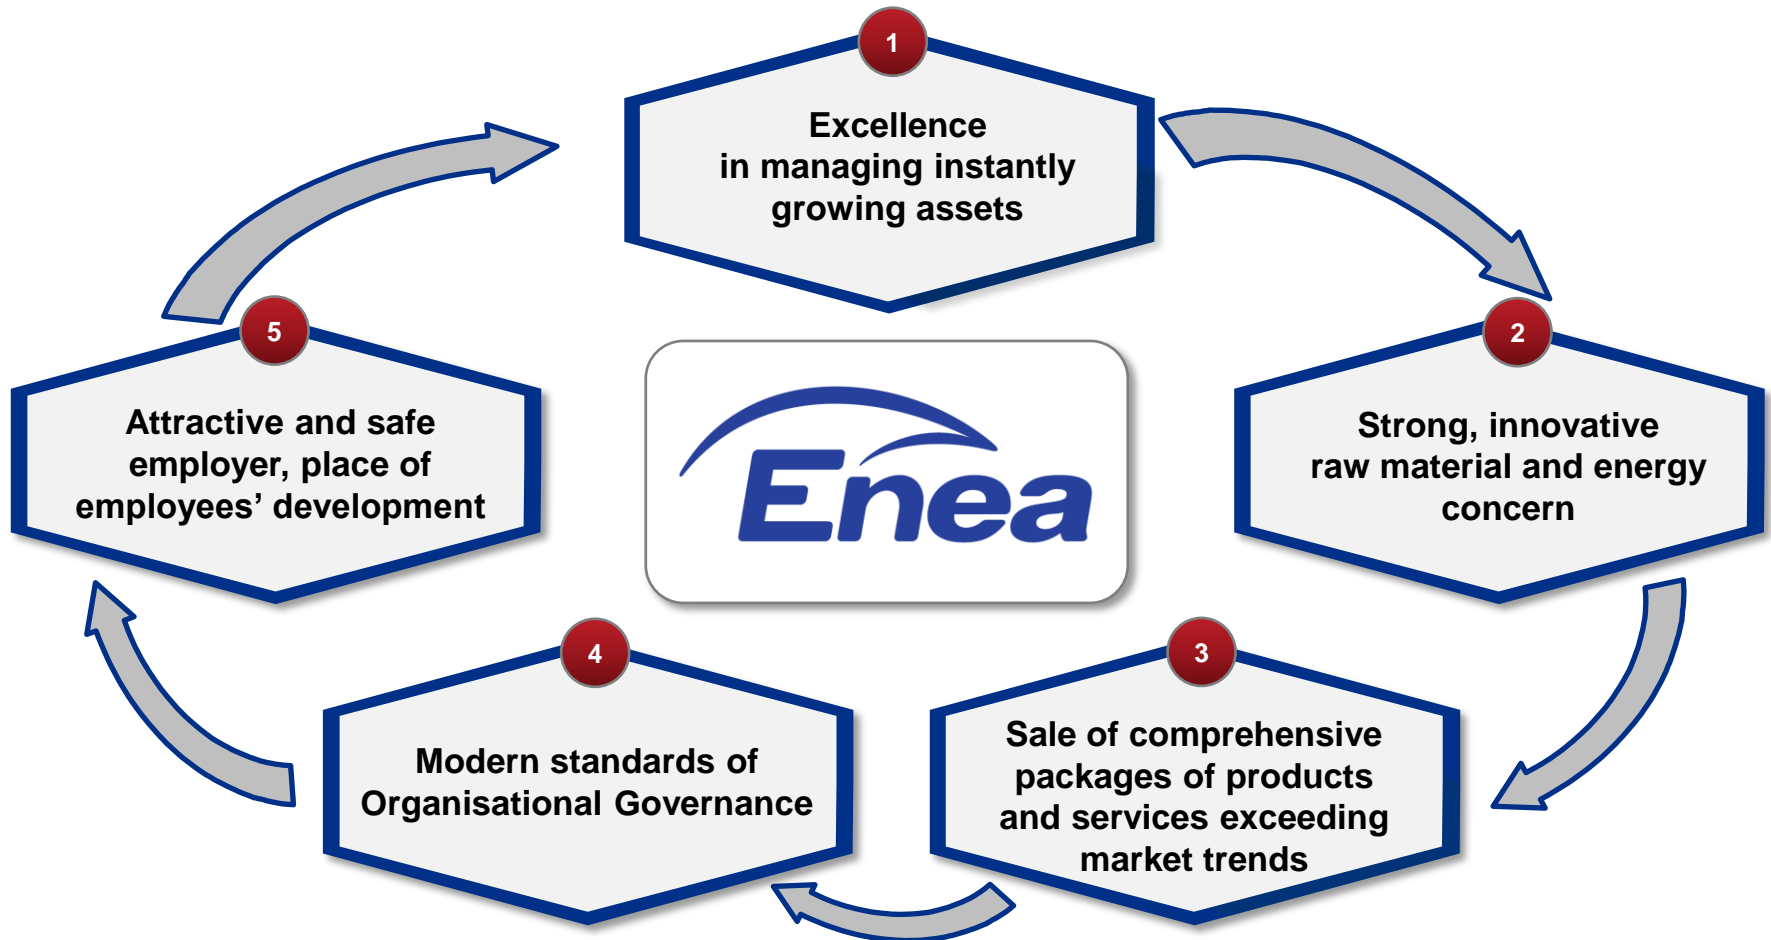 1
Excellence
in managing instantly
growing assets
2
Strong, innovative
raw material and energy
concern
3
Sale of comprehensive
packages of products
and services exceeding
market trends
4
Modern standards of
Organisational Governance
5
Attractive and safe
employer, place of
employees’ development
Enea